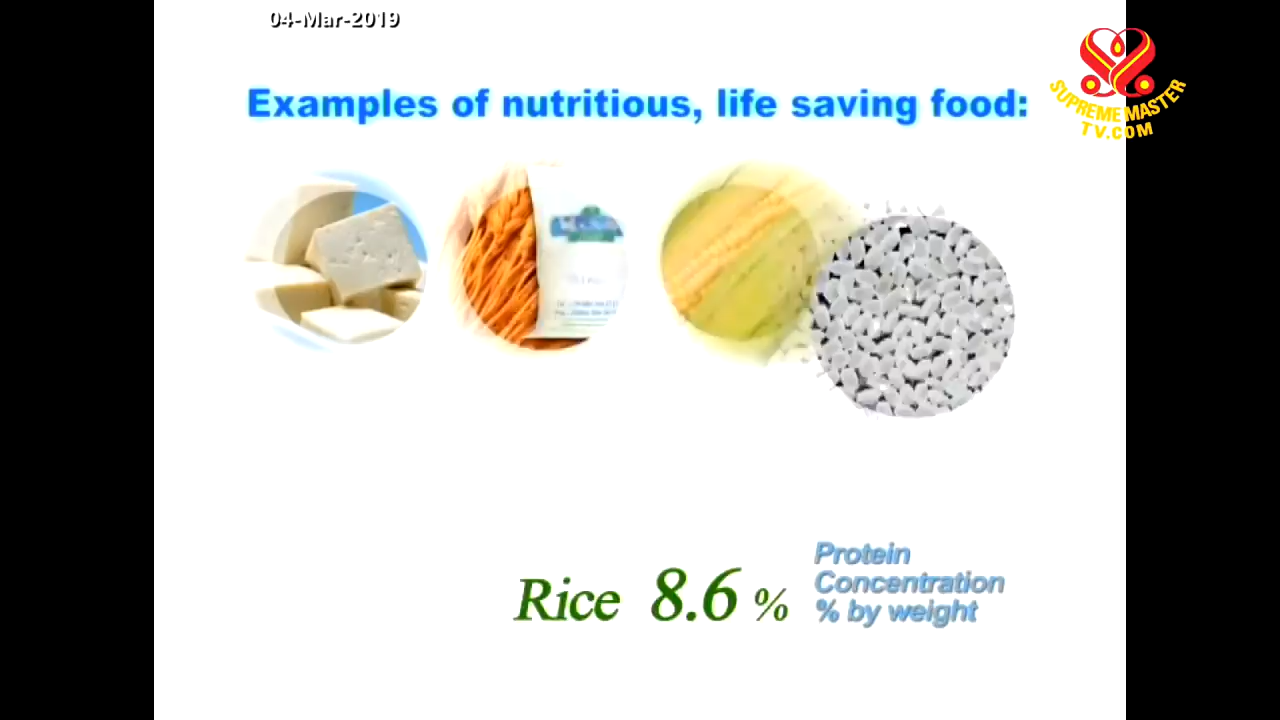 04-Mar-2019
Examples of nutritious, life saving food:
SUPREME MASTER
TV.COM
Rice 8.6 %
Protein
Concentration
% by weight